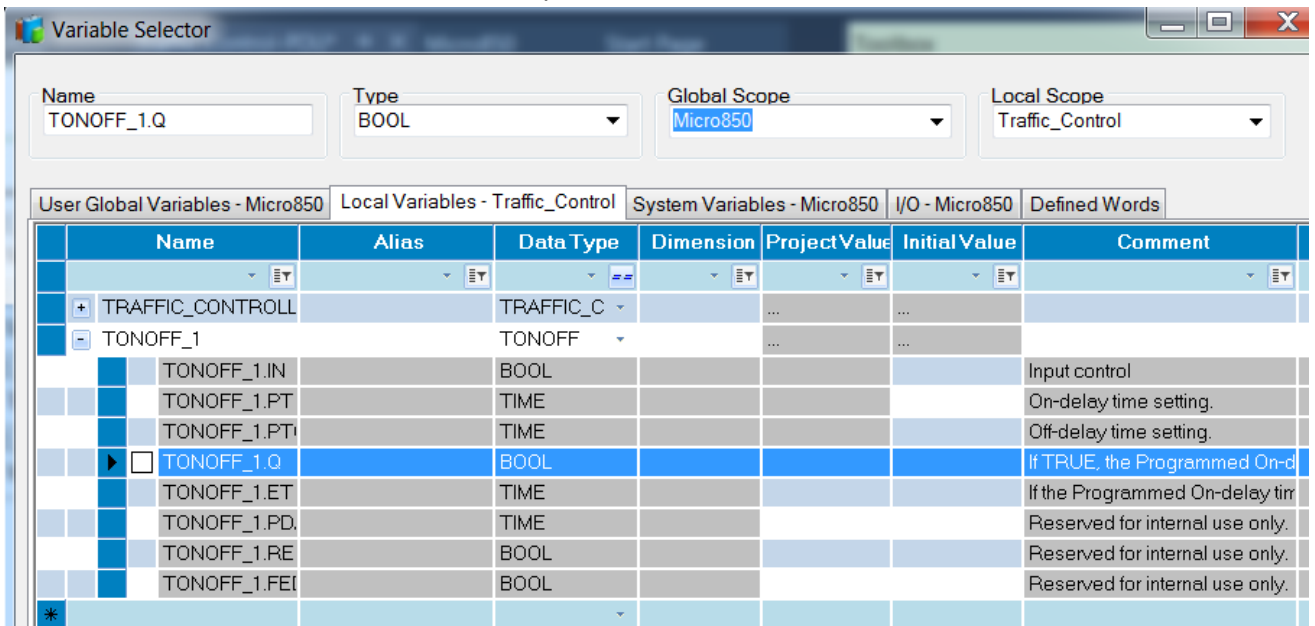 Variable Selector
Name Type Global Scope Local Scope
TONOFF_1.Q BOOL Micro850 Traffic_Control
User Global Variables - Micro850 Local Variables - Traffic_Control System Variables - Micro850 I/O - Micro850 Defined Words
Name Alias Data Type Dimension Project Value Initial Value Comment
TRAFFIC_CONTROLL TRAFFIC_C ... ...
TONOFF_1 TONOFF ... ...
TONOFF_1.IN BOOL Input control
TONOFF_1.PT TIME On-delay time setting.
TONOFF_1.PT TIME Off-delay time setting.
TONOFF_1.Q BOOL If TRUE, the Programmed On-d
TONOFF_1.ET TIME If the Programmed On-delay tim
TONOFF_1.PD TIME Reserved for internal use only.
TONOFF_1.RE BOOL Reserved for internal use only.
TONOFF_1.FE BOOL Reserved for internal use only.